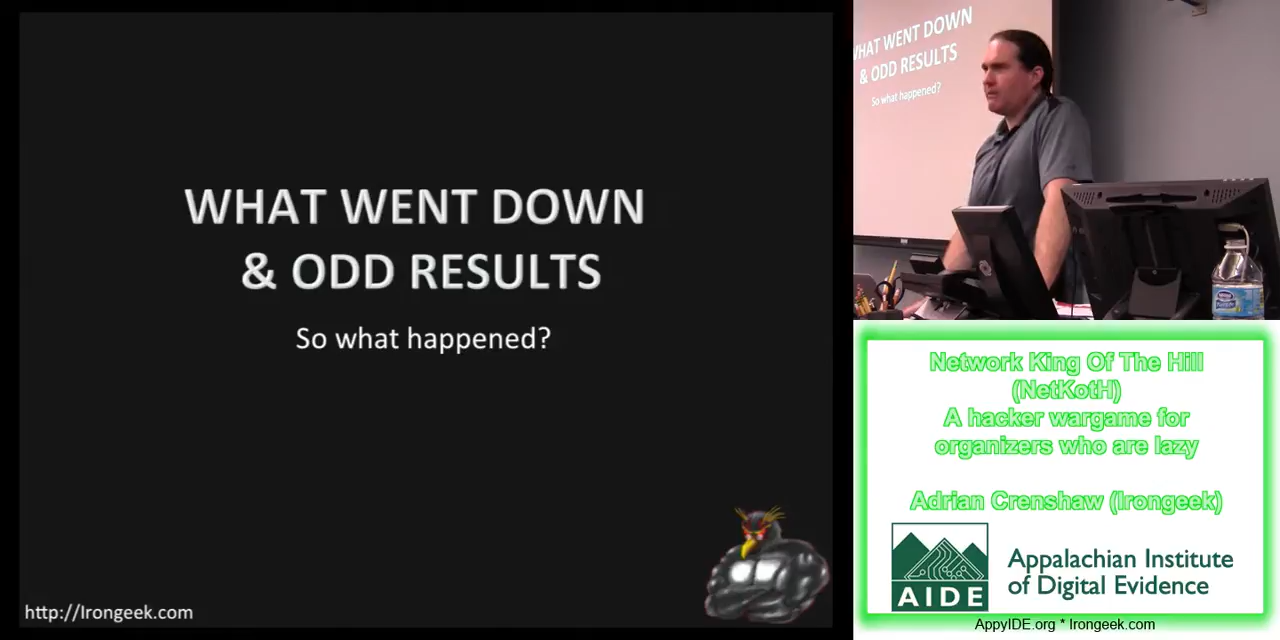 WHAT WENT DOWN
& ODD RESULTS
So what happened?
http://Irongeek.com
WHAT WENT DOWN
& ODD RESULTS
So what happened?
Network King Of The Hill
(NetKotH)
A hacker wargame for
organizers who are lazy
Adrian Crenshaw (Irongeek)
AIDE
Appalachian Institute
of Digital Evidence
AppyIDE.org * Irongeek.com